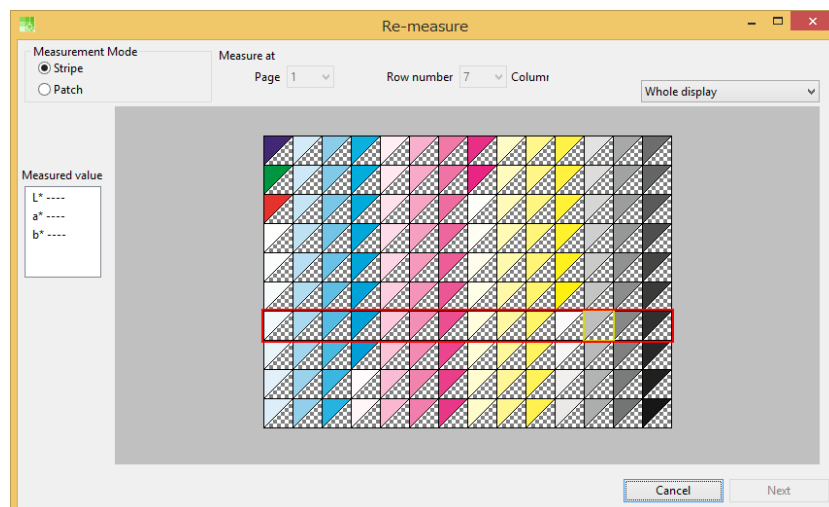 Re-measure
Measurement Mode
Stripe
Patch
Measure at
Page 1
Row number 7
Column
Whole display
Measured value
L* ----
a* ----
b* ----
Cancel
Next